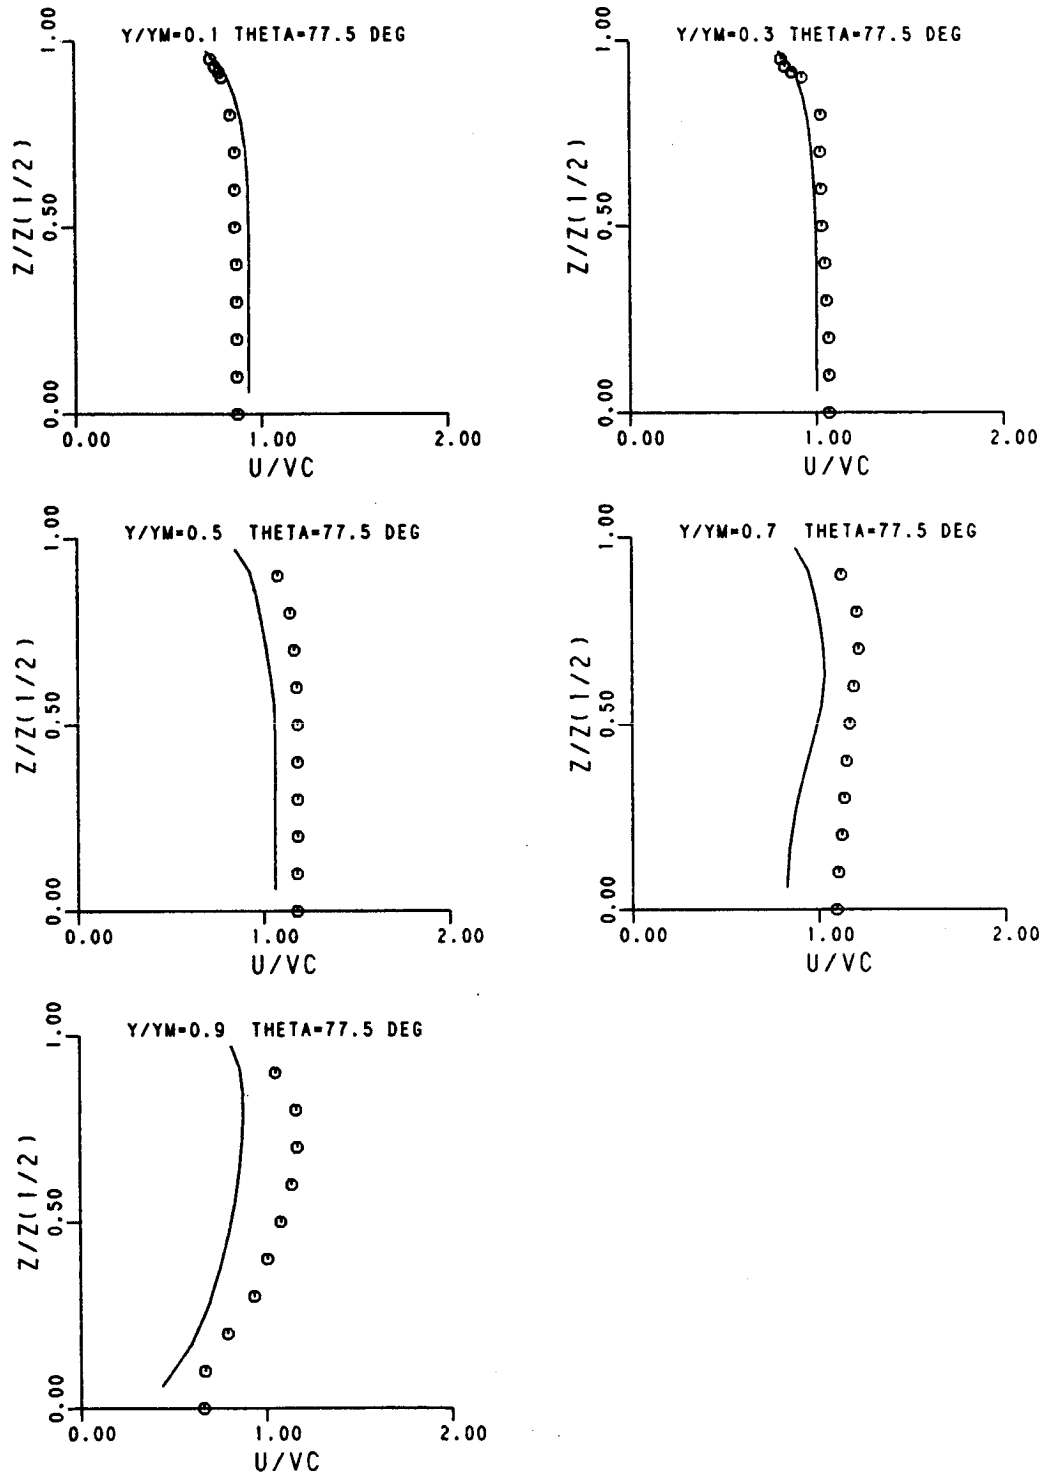 Y/YM=0.1 THETA=77.5 DEG
1.00
0.50
0.00
Z/Z(1/2)
0.00 1.00 2.00
U/VC
Y/YM=0.3 THETA=77.5 DEG
1.00
0.50
0.00
Z/Z(1/2)
0.00 1.00 2.00
U/VC
Y/YM=0.5 THETA=77.5 DEG
1.00
0.50
0.00
Z/Z(1/2)
0.00 1.00 2.00
U/VC
Y/YM=0.7 THETA=77.5 DEG
1.00
0.50
0.00
Z/Z(1/2)
0.00 1.00 2.00
U/VC
Y/YM=0.9 THETA=77.5 DEG
1.00
0.50
0.00
Z/Z(1/2)
0.00 1.00 2.00
U/VC